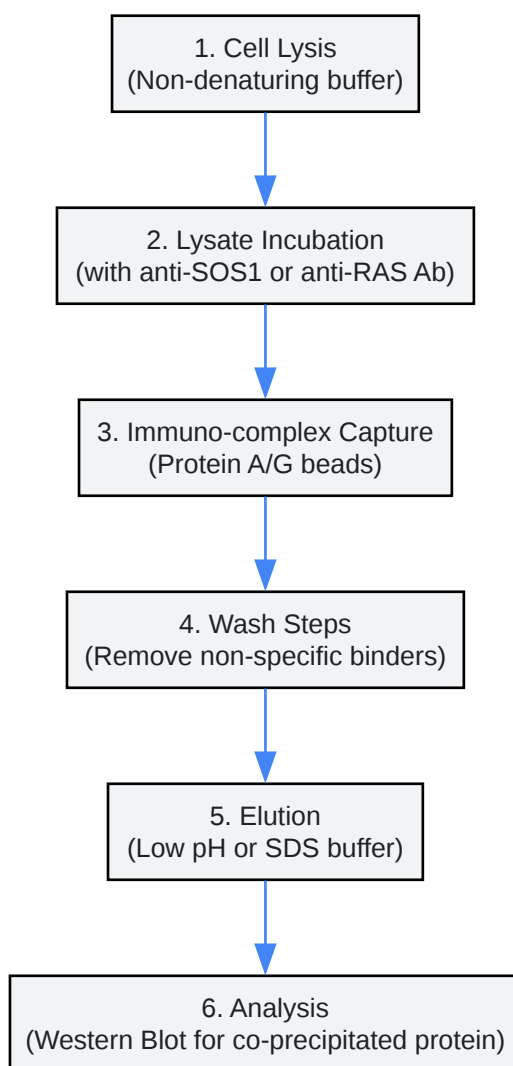 1. Cell Lysis
(Non-denaturing buffer)
2. Lysate Incubation
(with anti-SOS1 or anti-RAS Ab)
3. Immuno-complex Capture
(Protein A/G beads)
4. Wash Steps
(Remove non-specific binders)
5. Elution
(Low pH or SDS buffer)
6. Analysis
(Western Blot for co-precipitated protein)